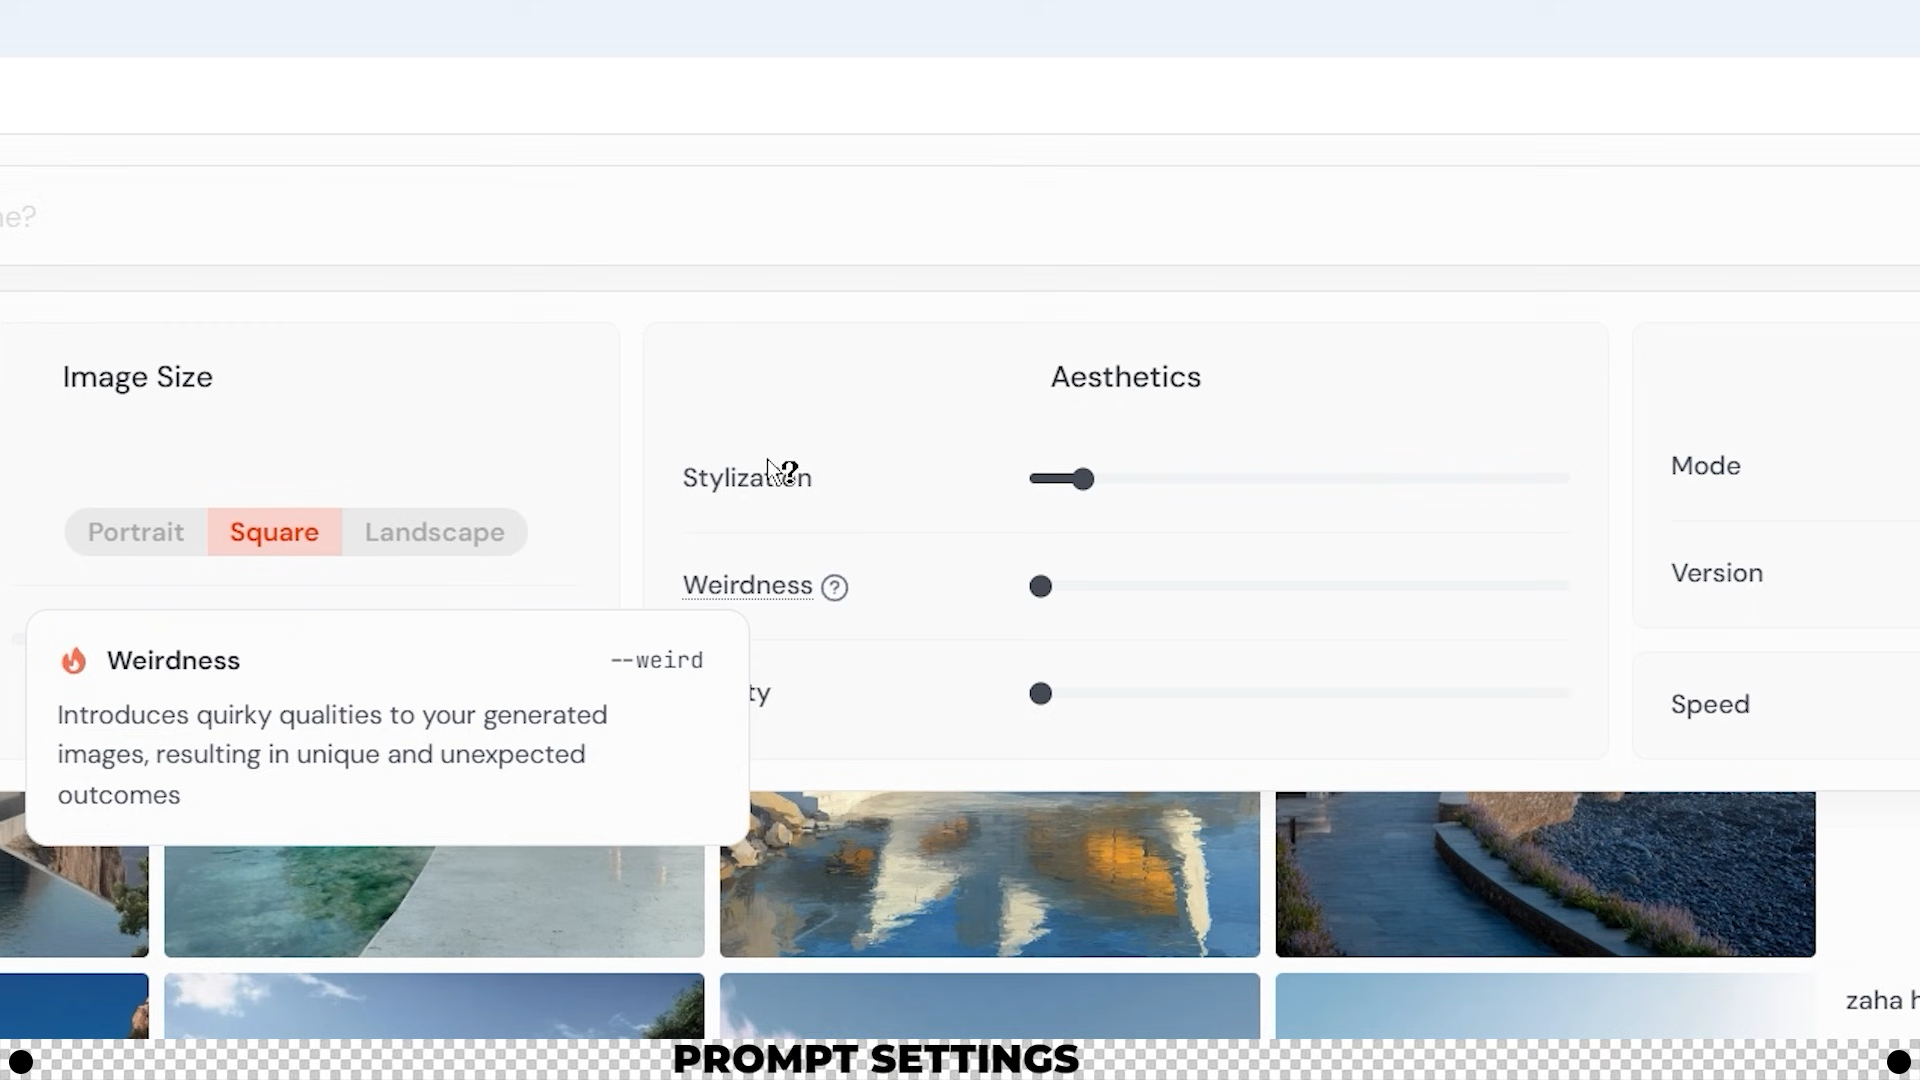 Image Size
Portrait
Square
Landscape
Aesthetics
Stylization
Weirdness
Weirdness
--weird
Introduces quirky qualities to your generated
images, resulting in unique and unexpected
outcomes
Mode
Version
Speed
zaha
PROMPT SETTINGS